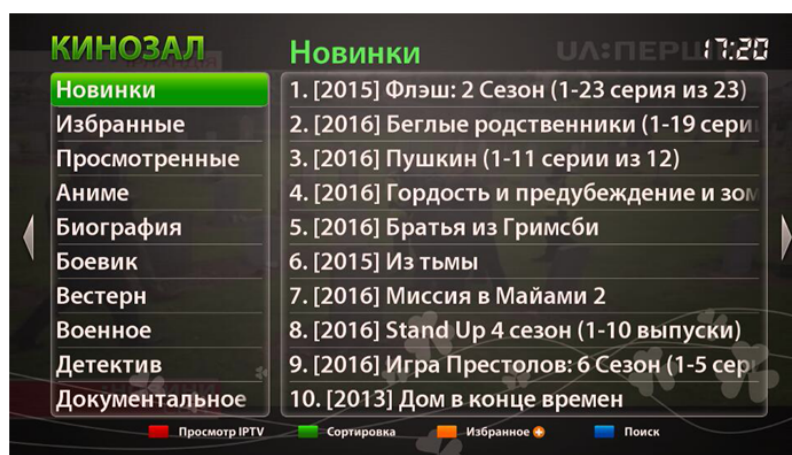 КИНОЗАЛ
Новинки
UA:ПЕРШ
17:20
Новинки
Избранные
Просмотренные
Аниме
Биография
Боевик
Вестерн
Военное
Детектив
Документальное
1. [2015] Флэш: 2 Сезон (1-23 серия из 23)
2. [2016] Беглые родственники (1-19 сери
3. [2016] Пушкин (1-11 серии из 12)
4. [2016] Гордость и предубеждение и зом
5. [2016] Братья из Гримсби
6. [2015] Из тьмы
7. [2016] Миссия в Майами 2
8. [2016] Stand Up 4 сезон (1-10 выпуски)
9. [2016] Игра Престолов: 6 Сезон (1-5 сер
10. [2013] Дом в конце времен
Просмотр IPTV
Сортировка
Избранное
Поиск